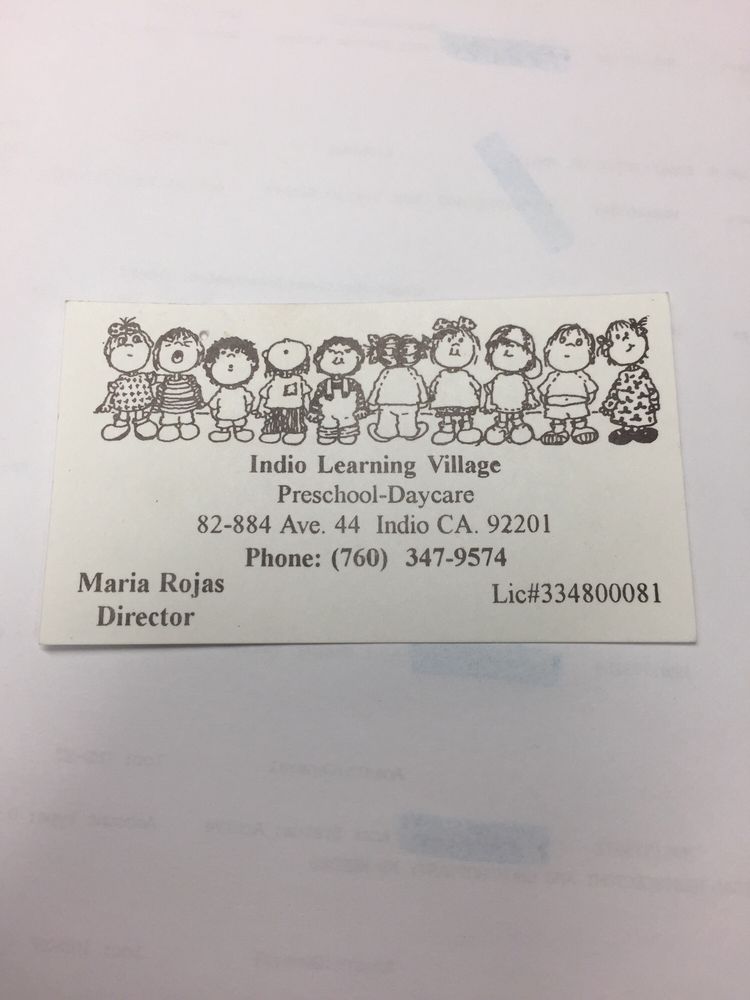 Indio Learning Village
Preschool-Daycare
82-884 Ave. 44 Indio CA. 92201
Phone: (760) 347-9574
Maria Rojas
Director
Lic#334800081